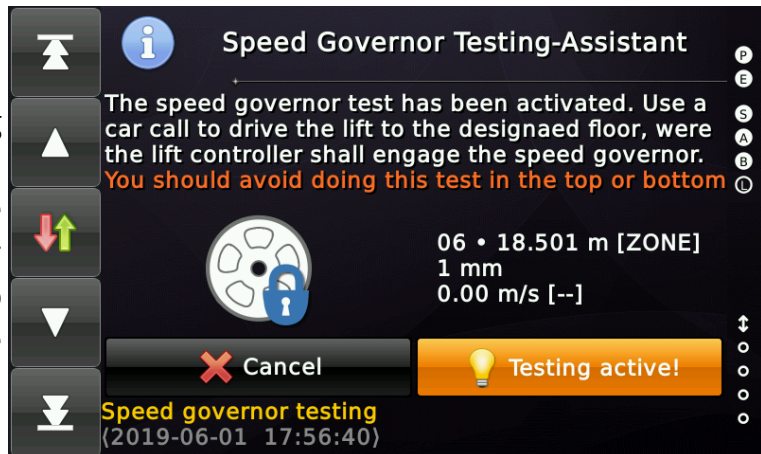 Speed Governor Testing-Assistant
The speed governor test has been activated. Use a
car call to drive the lift to the designaed floor, were
the lift controller shall engage the speed governor.
You should avoid doing this test in the top or bottom
P
E
S
A
B
L
06 • 18.501 m [ZONE]
1 mm
0.00 m/s [--]
Cancel
Testing active!
Speed governor testing
(2019-06-01 17:56:40)